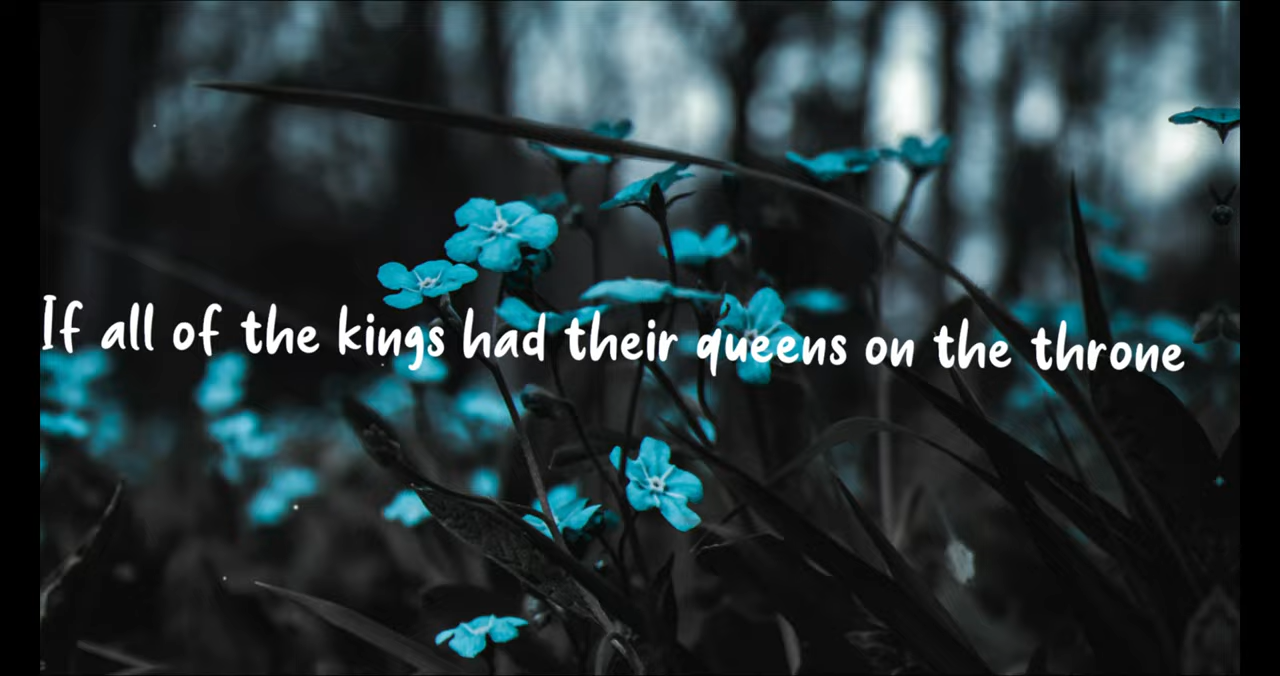 If all of the kings had their queens on the throne